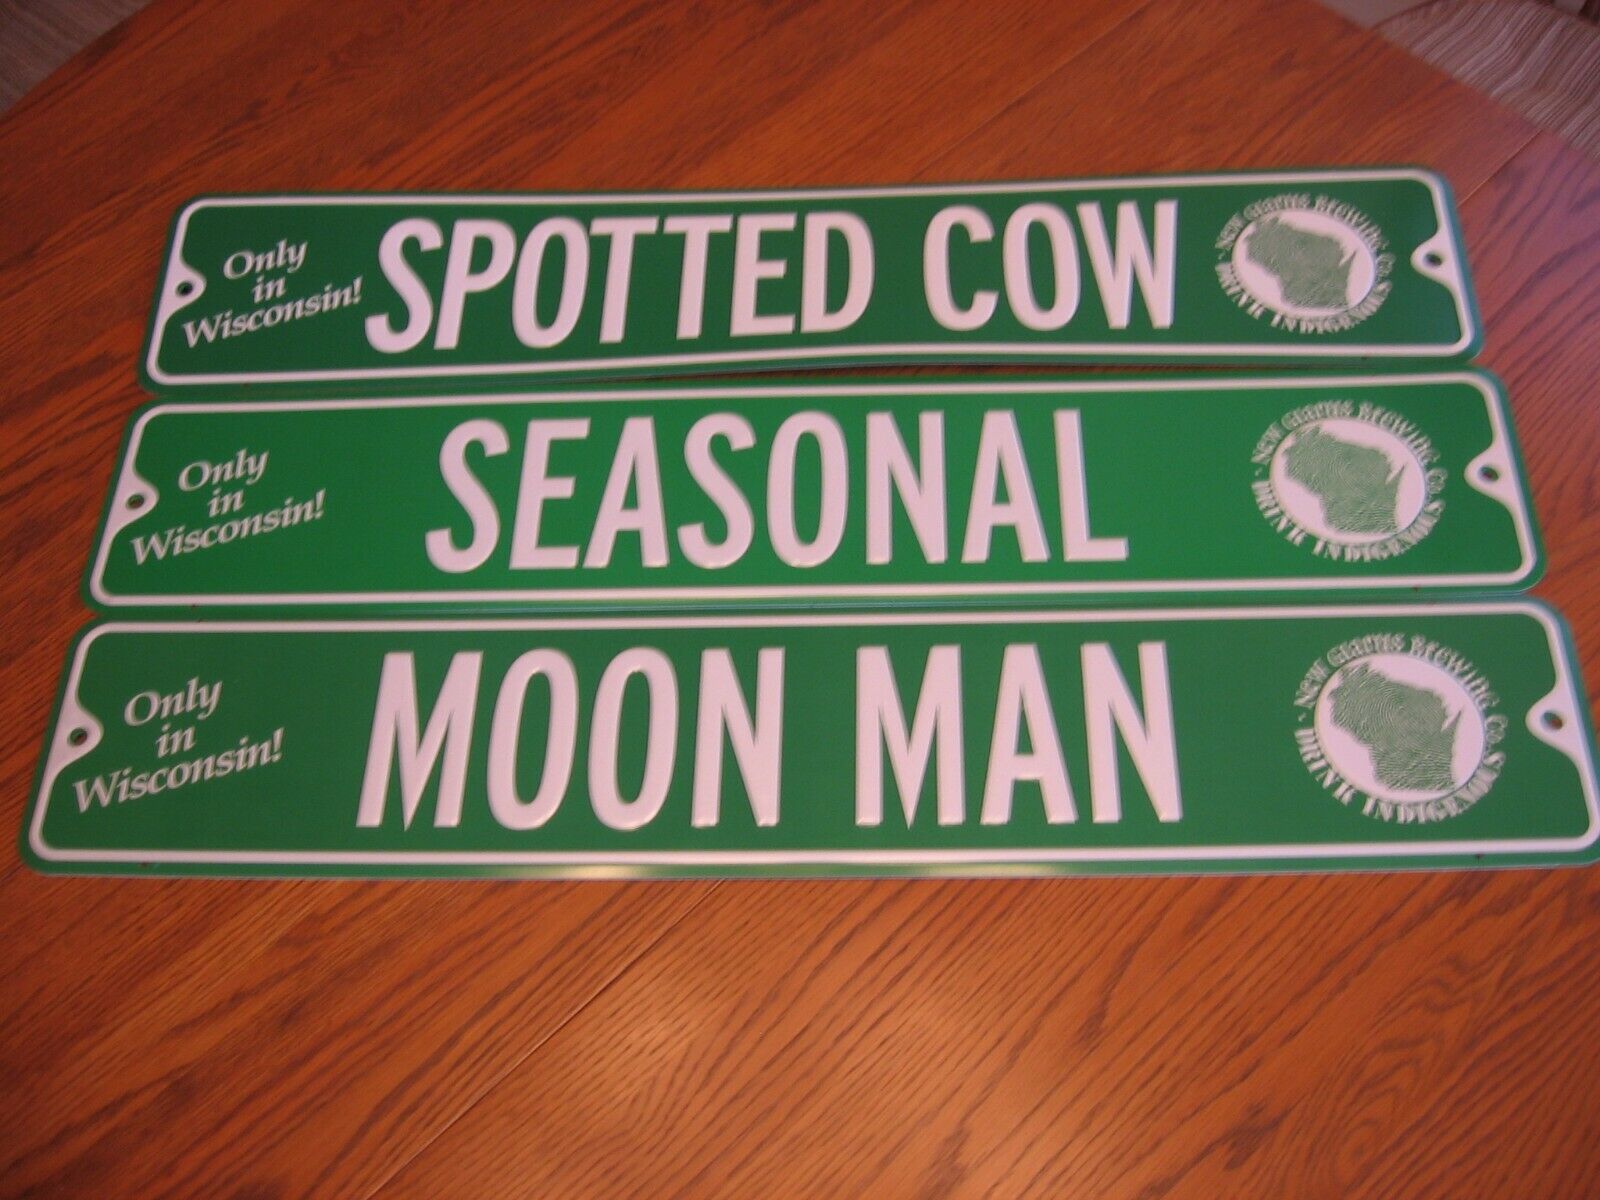 Only
in
Wisconsin!
SPOTTED COW
NEW GLARUS BREWING CO.
DRINK INDIGENOUS
Only
in
Wisconsin!
SEASONAL
NEW GLARUS BREWING CO.
DRINK INDIGENOUS
Only
in
Wisconsin!
MOON MAN
NEW GLARUS BREWING CO.
DRINK INDIGENOUS